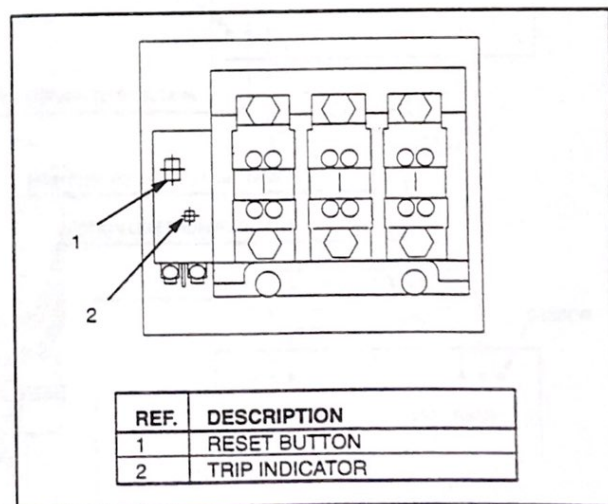 1
2
REF. DESCRIPTION
1 RESET BUTTON
2 TRIP INDICATOR